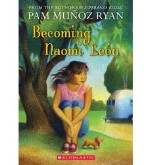 FROM THE AUTHOR OF ESPERANZA RISING
PAM MUÑOZ RYAN
Becoming
Naomi León
SCHOLASTIC